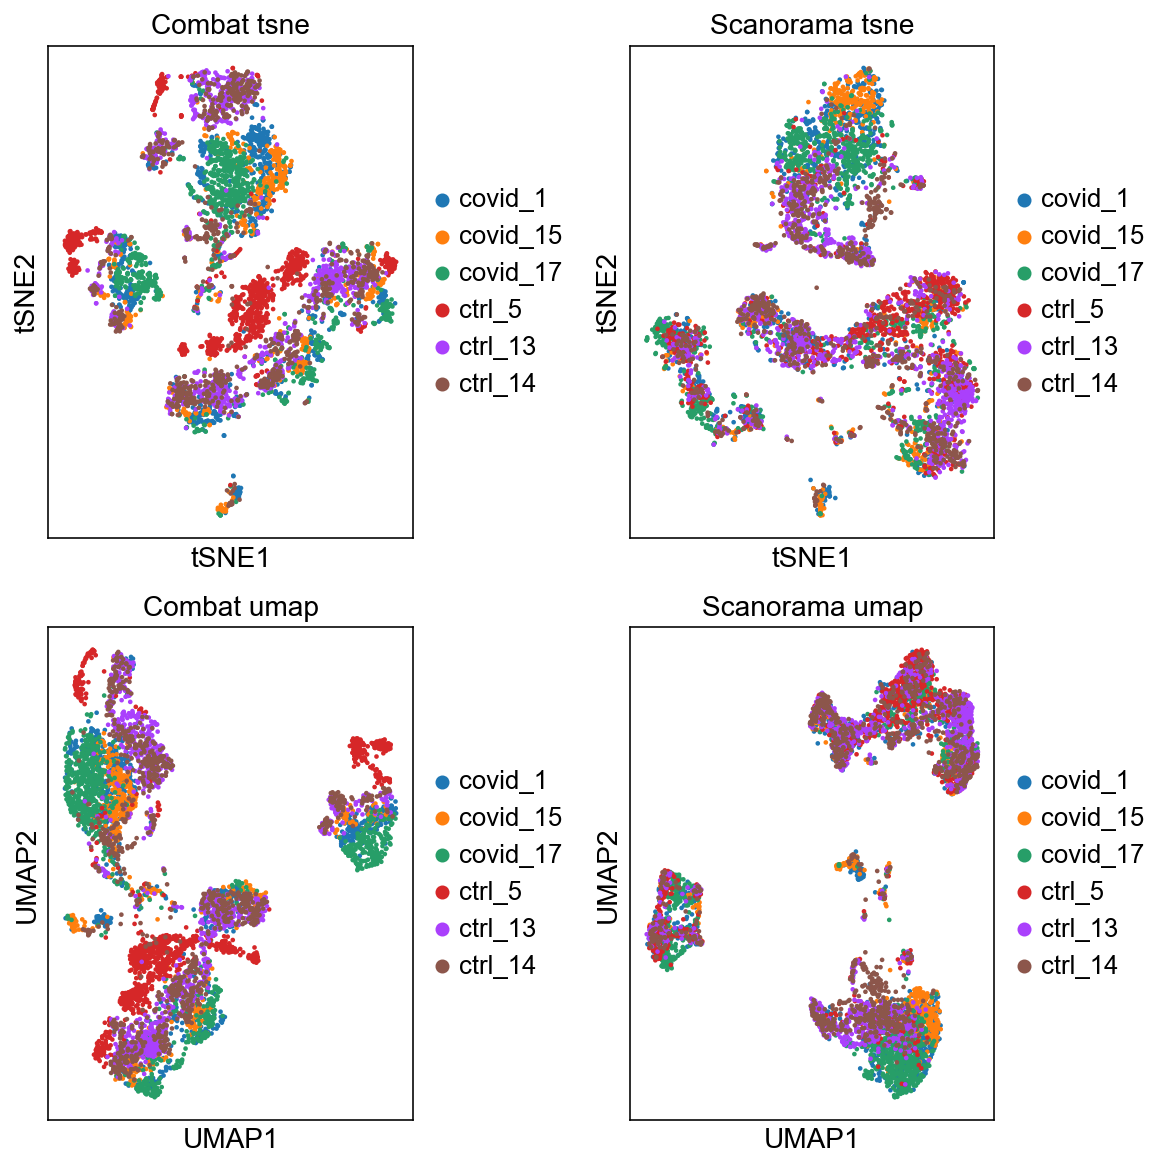 Combat tsne
tSNE2
tSNE1
covid_1
covid_15
covid_17
ctrl_5
ctrl_13
ctrl_14
Scanorama tsne
tSNE2
tSNE1
covid_1
covid_15
covid_17
ctrl_5
ctrl_13
ctrl_14
Combat umap
UMAP2
UMAP1
covid_1
covid_15
covid_17
ctrl_5
ctrl_13
ctrl_14
Scanorama umap
UMAP2
UMAP1
covid_1
covid_15
covid_17
ctrl_5
ctrl_13
ctrl_14